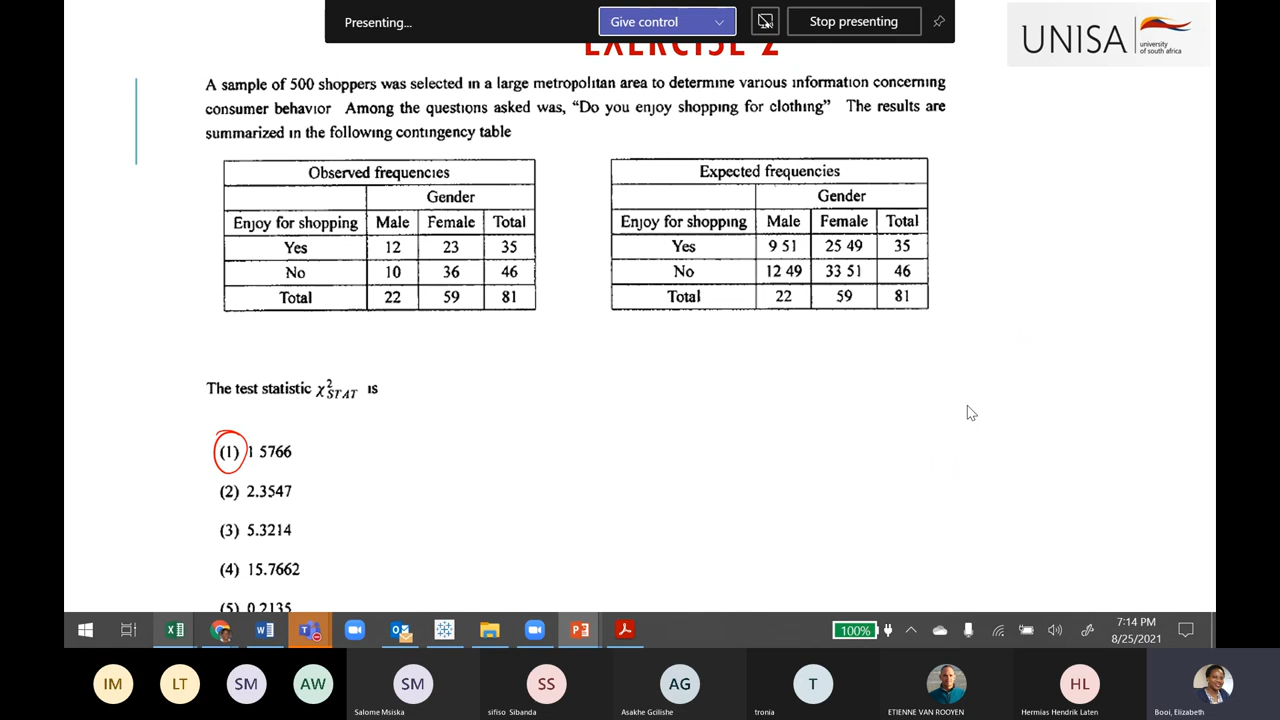 Presenting...
Give control
Stop presenting
UNISA
university
of south africa
EXERCISE 2
A sample of 500 shoppers was selected in a large metropolitan area to determine various information concerning
consumer behavior Among the questions asked was, “Do you enjoy shopping for clothing” The results are
summarized in the following contingency table
Observed frequencies
Gender
Enjoy for shopping Male Female Total
Yes 12 23 35
No 10 36 46
Total 22 59 81
Expected frequencies
Gender
Enjoy for shopping Male Female Total
Yes 9 51 25 49 35
No 12 49 33 51 46
Total 22 59 81
The test statistic χ²STAT is
(1) 1 5766
(2) 2.3547
(3) 5.3214
(4) 15.7662
(5) 0.2135
100%
7:14 PM
8/25/2021
IM
LT
SM
AW
SM
Salome Msiska
SS
sifiso Sibanda
AG
Asakhe Gcilishe
T
tronia
ETIENNE VAN ROOYEN
HL
Hermias Hendrik Laten
Booi, Elizabeth